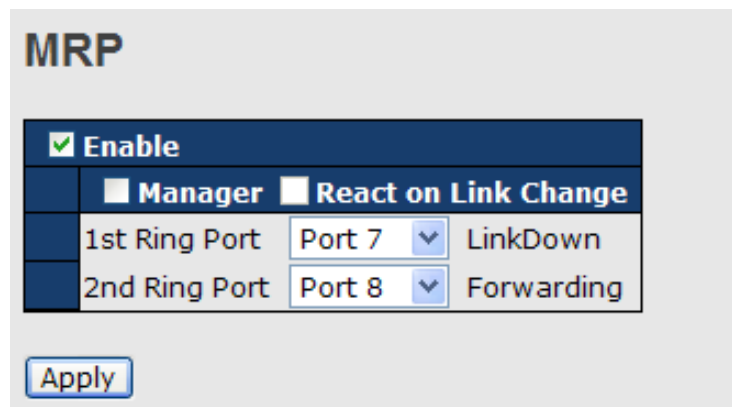 MRP
Enable
Manager React on Link Change
1st Ring Port Port 7 LinkDown
2nd Ring Port Port 8 Forwarding
Apply